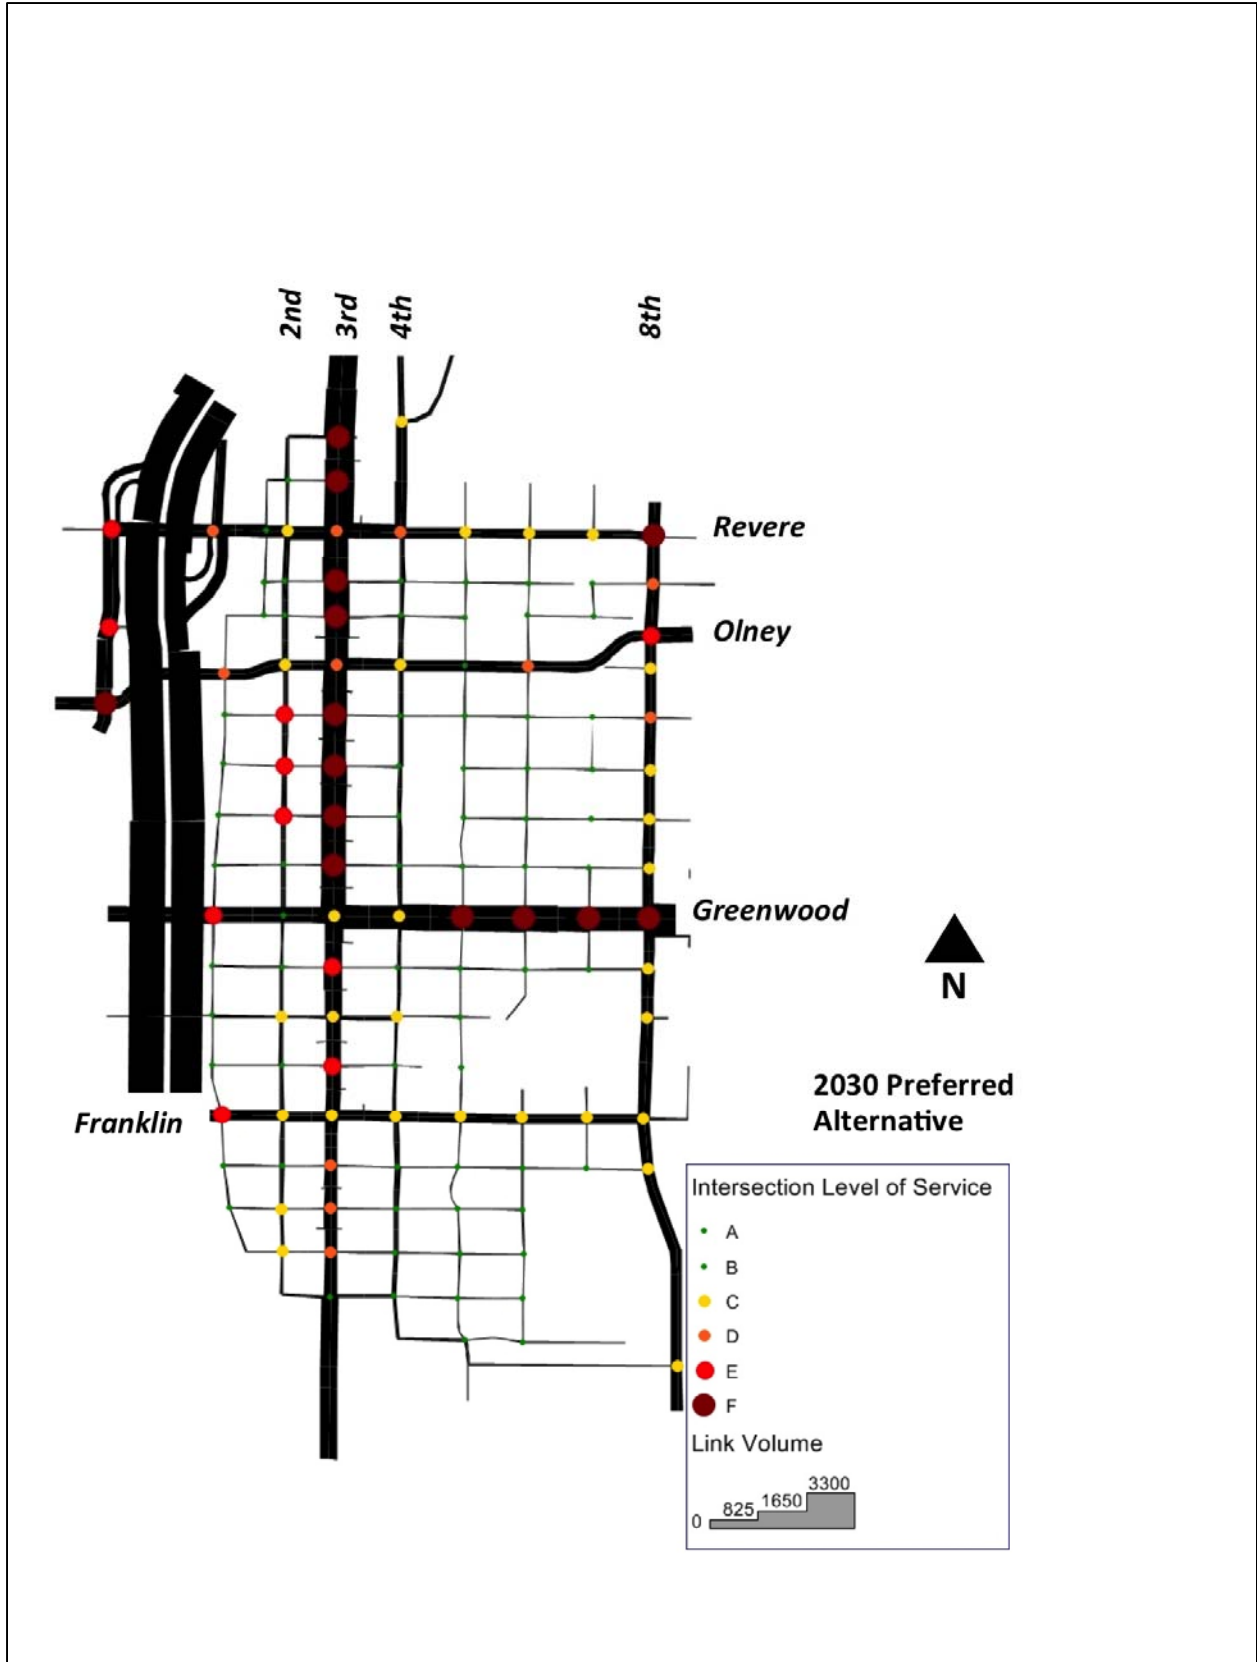 2nd
3rd
4th
8th
Revere
Olney
Greenwood
N
2030 Preferred
Alternative
Franklin
Intersection Level of Service
A
B
C
D
E
F
Link Volume
3300
1650
825
0